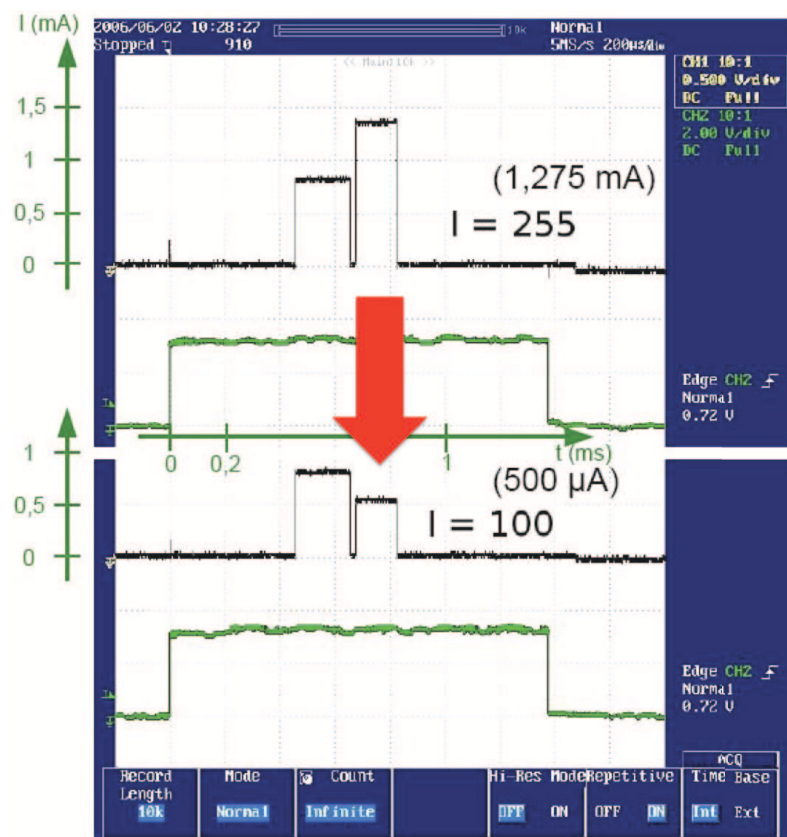 I (mA)
2006/06/02 10:28:27
Stopped
910
10k
Normal
5MS/s 200µs/div
<< Main:10k >>
CH1 10:1
0.500 V/div
DC Full
CH2 10:1
2.00 V/div
DC Full
1,5
1
0,5
0
(1,275 mA)
I = 255
Edge CH2
Normal
0.72 V
0
0,2
1
t (ms)
1
0,5
0
(500 µA)
I = 100
Edge CH2
Normal
0.72 V
ACQ
Record Length
10k
Mode
Normal
Count
Infinite
Hi-Res Mode
OFF ON
Repetitive
OFF ON
Time Base
Int Ext